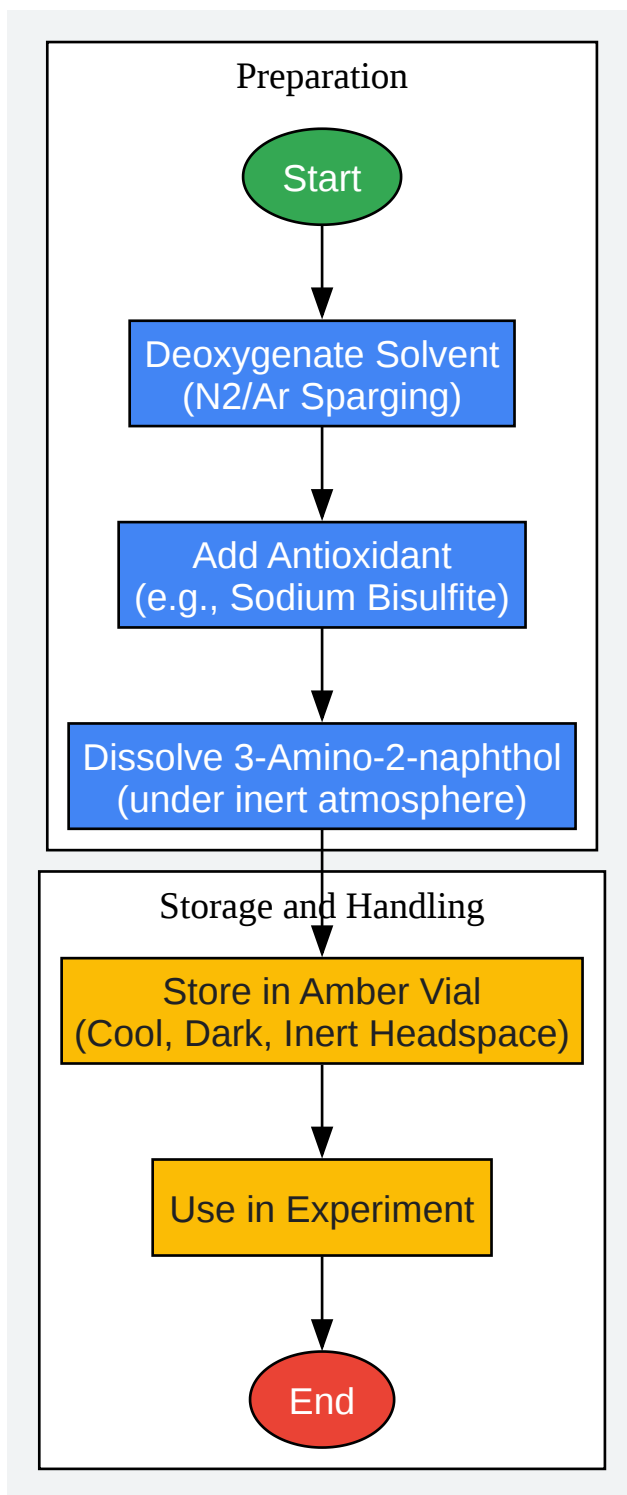 Preparation
Start
Deoxygenate Solvent
(N2/Ar Sparging)
Add Antioxidant
(e.g., Sodium Bisulfite)
Dissolve 3-Amino-2-naphthol
(under inert atmosphere)
Storage and Handling
Store in Amber Vial
(Cool, Dark, Inert Headspace)
Use in Experiment
End